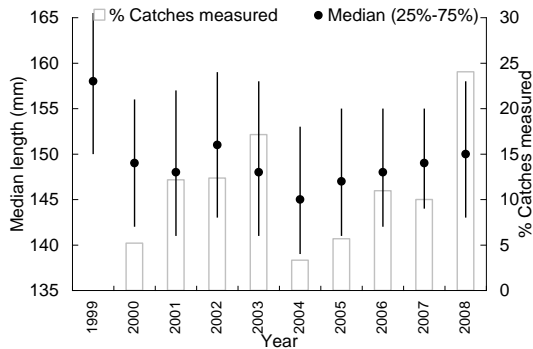 % Catches measured Median (25%-75%)
Median length (mm)
165
160
155
150
145
140
135
% Catches measured
30
25
20
15
10
5
0
1999 2000 2001 2002 2003 2004 2005 2006 2007 2008
Year